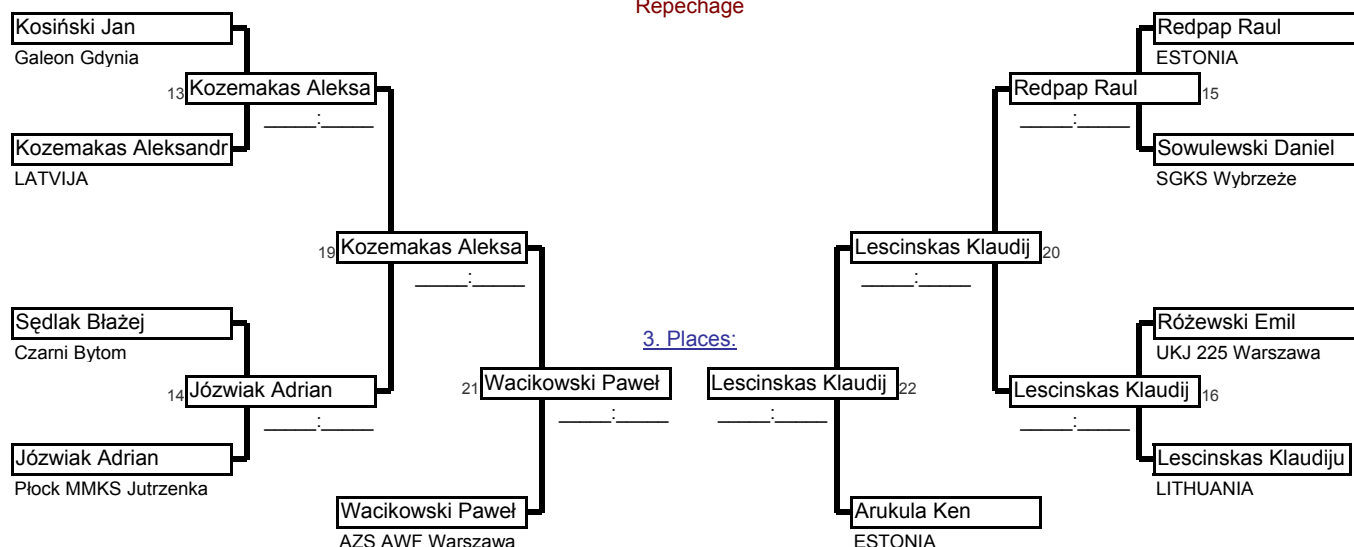 Repechage
Kosiński Jan
Galeon Gdynia
13 Kozemakas Aleksa
_____:_____
Kozemakas Aleksandr
LATVIJA
19 Kozemakas Aleksa
_____:_____
Sędlak Błażej
Czarni Bytom
14 Józwiak Adrian
_____:_____
Józwiak Adrian
Płock MMKS Jutrzenka
21 Wacikowski Paweł
_____:_____
Wacikowski Paweł
AZS AWF Warszawa
3. Places:
Redpap Raul
ESTONIA
Redpap Raul 15
_____:_____
Sowulewski Daniel
SGKS Wybrzeże
Lescinskas Klaudij 20
_____:_____
Różewski Emil
UKJ 225 Warszawa
Lescinskas Klaudij 16
_____:_____
Lescinskas Klaudiju
LITHUANIA
Lescinskas Klaudij 22
_____:_____
Arukula Ken
ESTONIA